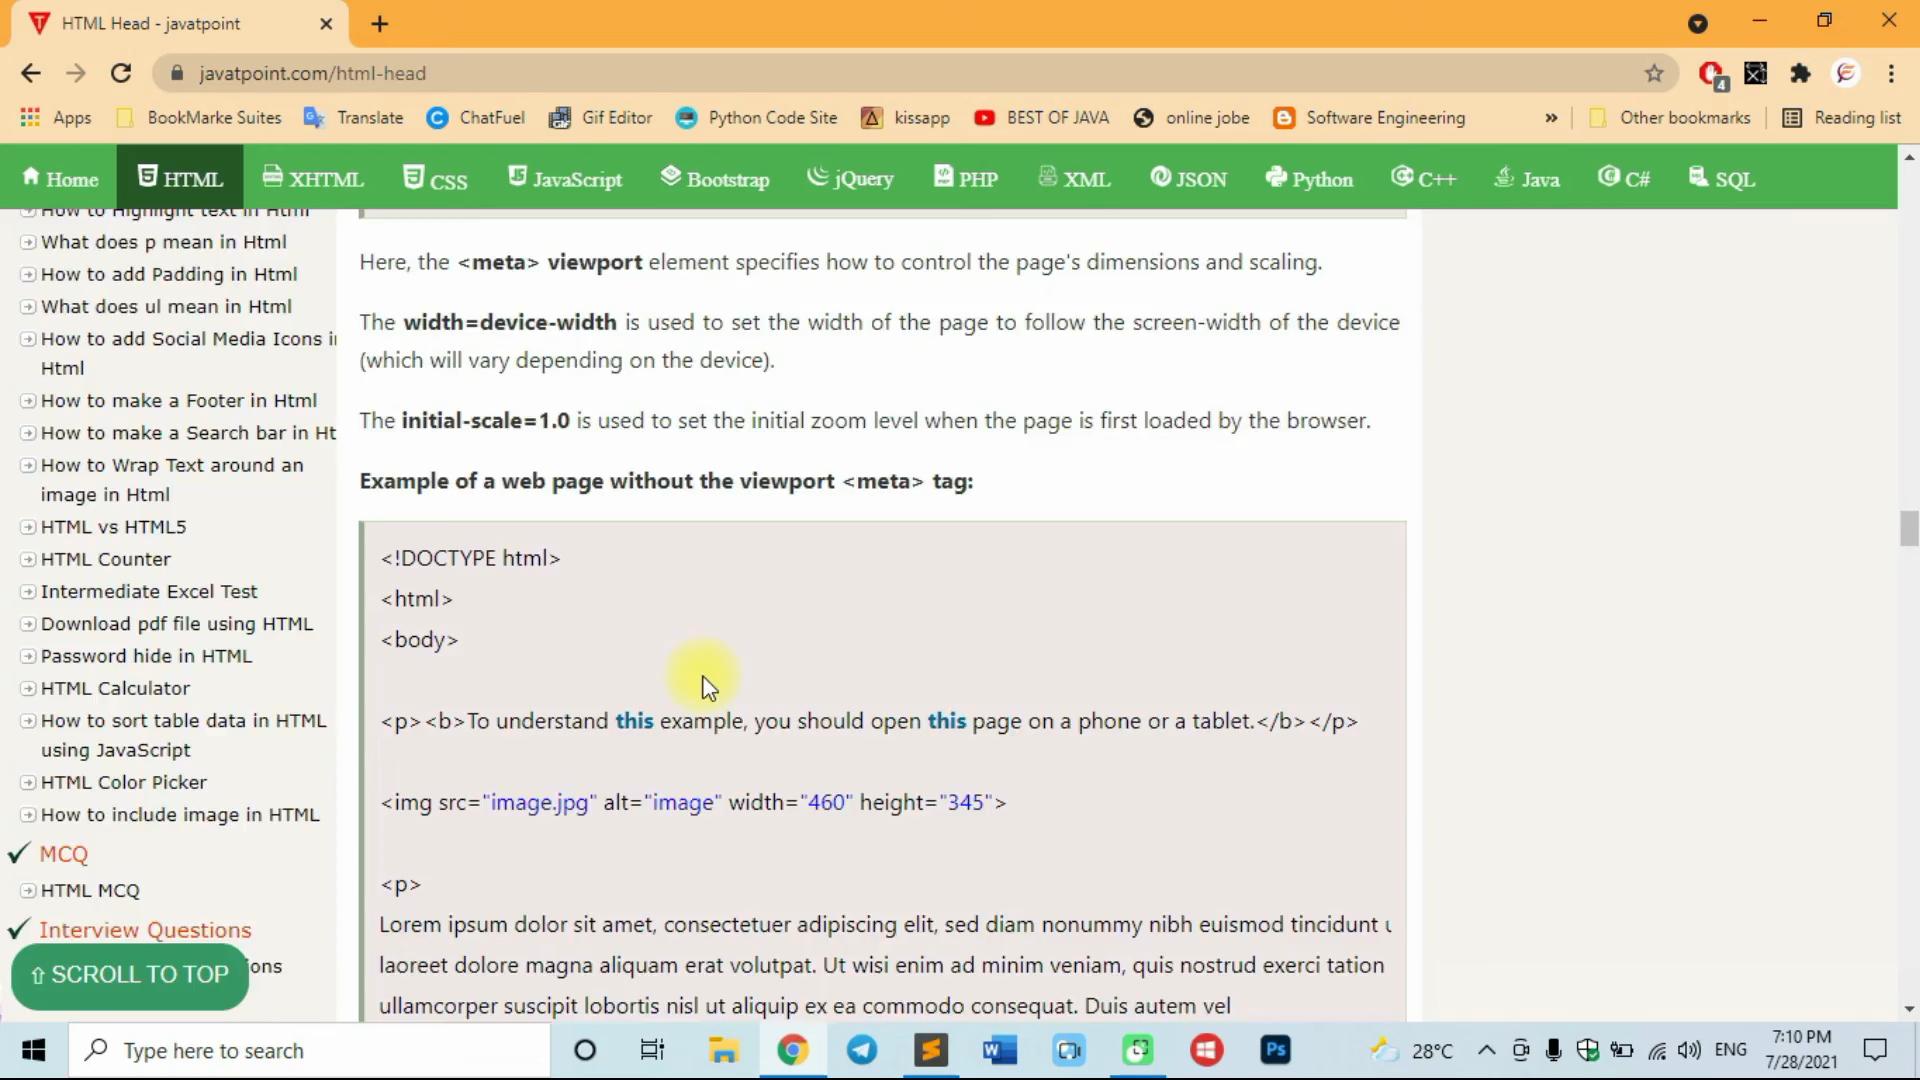 HTML Head - javatpoint
javatpoint.com/html-head
4
Apps BookMarke Suites Translate ChatFuel Gif Editor Python Code Site kissapp BEST OF JAVA online jobe Software Engineering » Other bookmarks Reading list
Home HTML XHTML CSS JavaScript Bootstrap jQuery PHP XML JSON Python C++ Java C# SQL
How to Highlight text in Html
What does p mean in Html
How to add Padding in Html
What does ul mean in Html
How to add Social Media Icons in
Html
How to make a Footer in Html
How to make a Search bar in Ht
How to Wrap Text around an
image in Html
HTML vs HTML5
HTML Counter
Intermediate Excel Test
Download pdf file using HTML
Password hide in HTML
HTML Calculator
How to sort table data in HTML
using JavaScript
HTML Color Picker
How to include image in HTML
MCQ
HTML MCQ
Interview Questions
ions
⇧ SCROLL TO TOP
Here, the <meta> viewport element specifies how to control the page's dimensions and scaling.
The width=device-width is used to set the width of the page to follow the screen-width of the device
(which will vary depending on the device).
The initial-scale=1.0 is used to set the initial zoom level when the page is first loaded by the browser.
Example of a web page without the viewport <meta> tag:
<!DOCTYPE html>
<html>
<body>
<p><b>To understand this example, you should open this page on a phone or a tablet.</b></p>
<img src="image.jpg" alt="image" width="460" height="345">
<p>
Lorem ipsum dolor sit amet, consectetuer adipiscing elit, sed diam nonummy nibh euismod tincidunt u
laoreet dolore magna aliquam erat volutpat. Ut wisi enim ad minim veniam, quis nostrud exerci tation
ullamcorper suscipit lobortis nisl ut aliquip ex ea commodo consequat. Duis autem vel
Type here to search
Ps
28°C
ENG
7:10 PM
7/28/2021